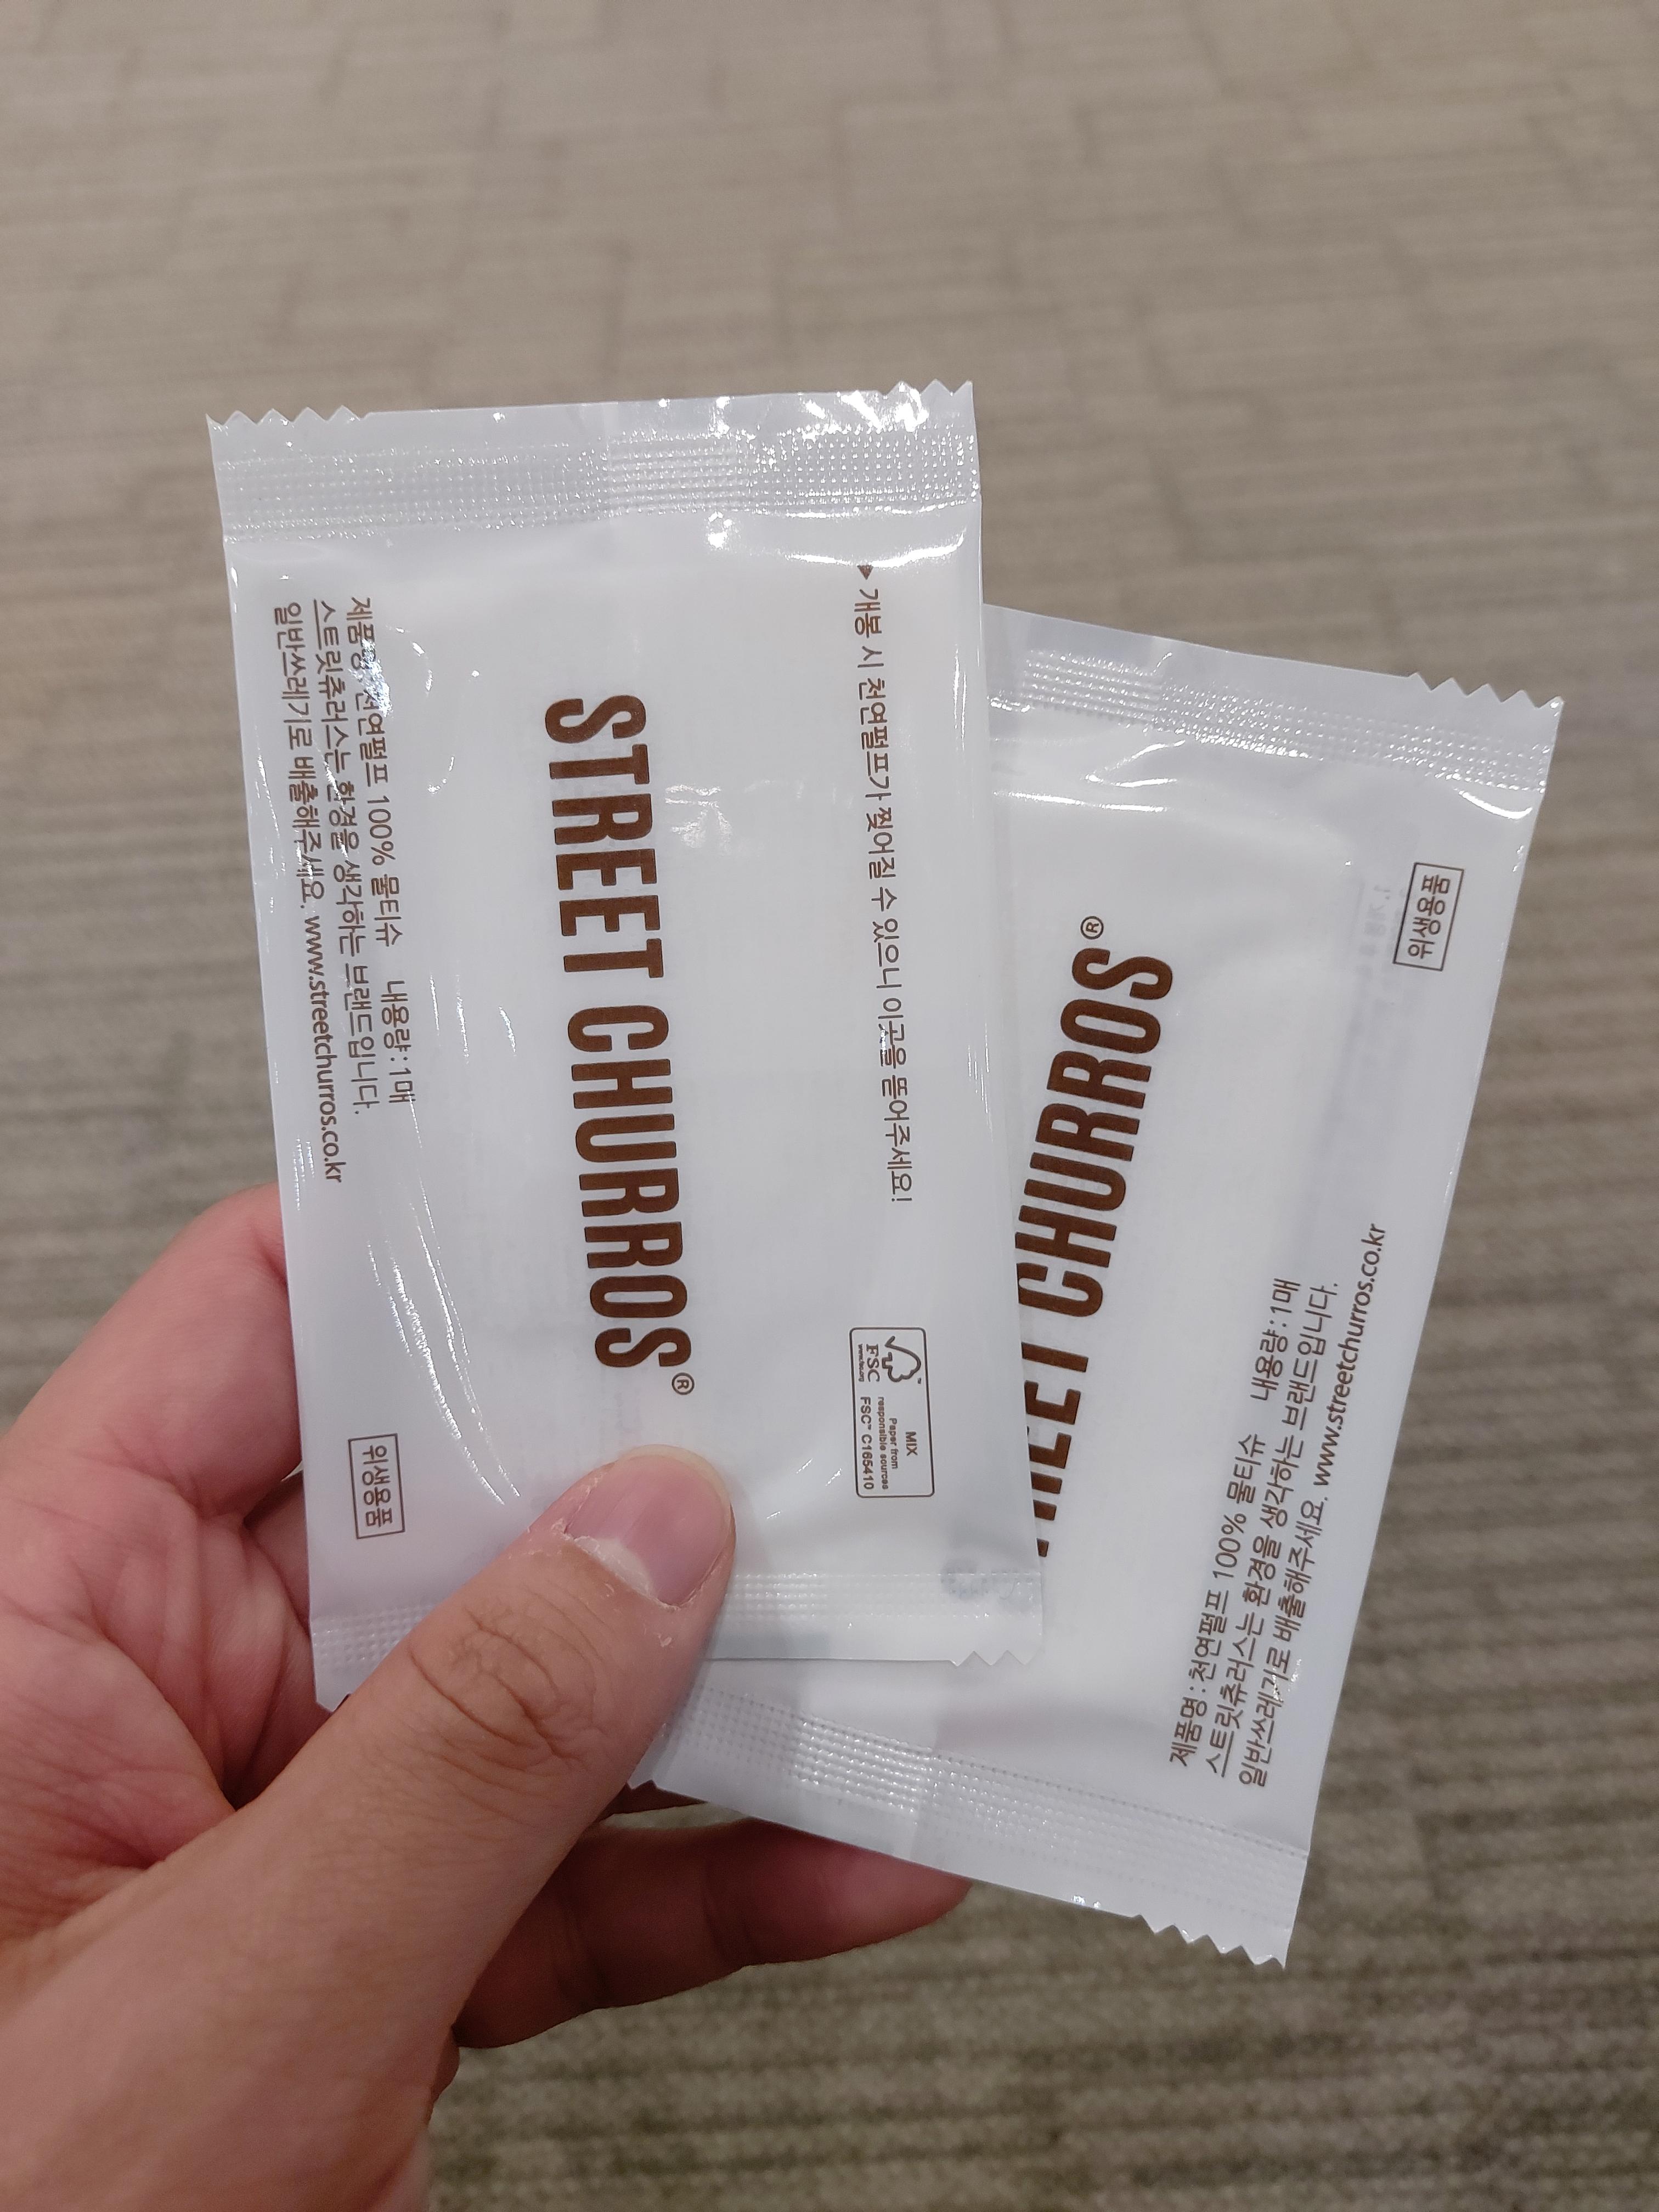 ▲ 개봉 시 천연펄프가 찢어질 수 있으니 이곳을 뜯어주세요!
FSC
www.fsc.org
MIX
Paper from
responsible sources
FSC™ C165410
STREET CHURROS®
제품명 천연펄프 100% 물티슈 내용량:1매
스트릿츄러스는 환경을 생각하는 브랜드입니다.
일반쓰레기로 배출해주세요. www.streetchurros.co.kr
위생용품
CHURROS®
제품명:천연펄프 100% 물티슈 내용량:1매
스트릿츄러스는 환경을 생각하는 브랜드입니다.
일반쓰레기로 배출해주세요. www.streetchurros.co.kr
위생용품